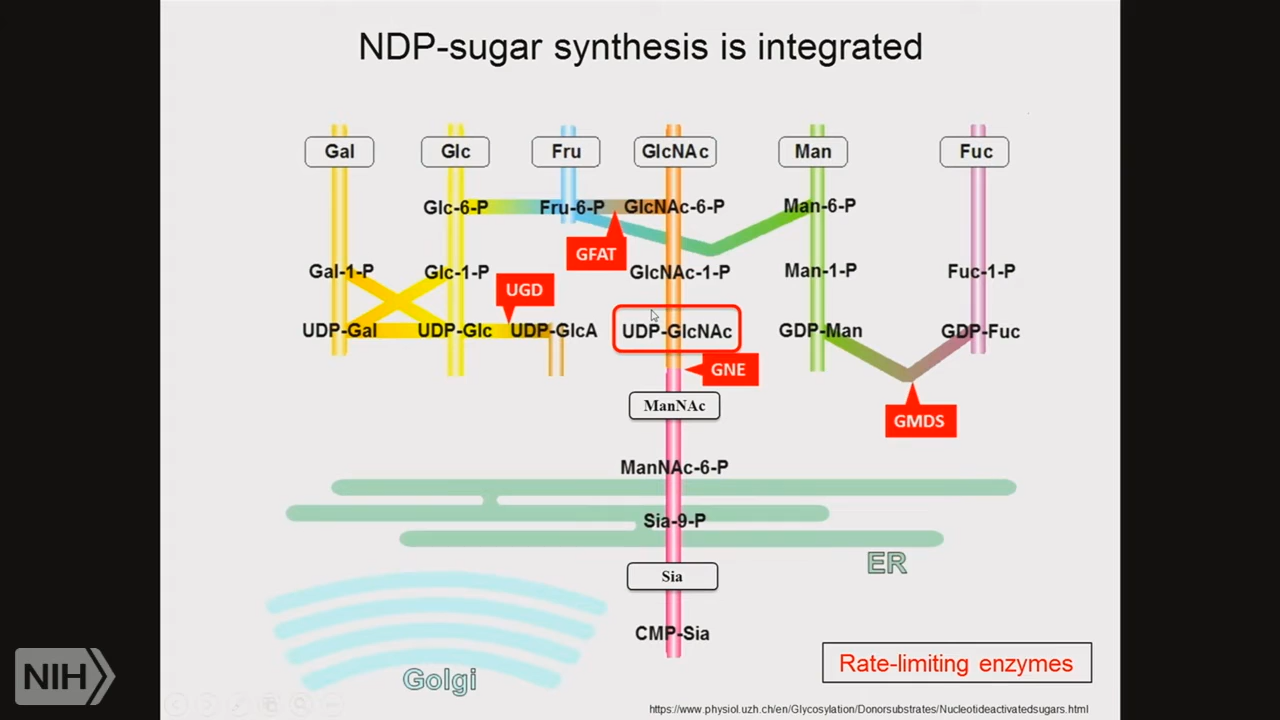 NDP-sugar synthesis is integrated
Gal Glc Fru GlcNAc Man Fuc
Glc-6-P Fru-6-P GlcNAc-6-P Man-6-P
GFAT
Gal-1-P Glc-1-P GlcNAc-1-P Man-1-P Fuc-1-P
UGD
UDP-Gal UDP-Glc UDP-GlcA UDP-GlcNAc GDP-Man GDP-Fuc
GNE
ManNAc
GMDS
ManNAc-6-P
Sia-9-P
ER
Sia
CMP-Sia
Golgi
NIH
Rate-limiting enzymes
https://www.physiol.uzh.ch/en/Glycosylation/Donorsubstrates/Nucleotideactivatedsugars.html